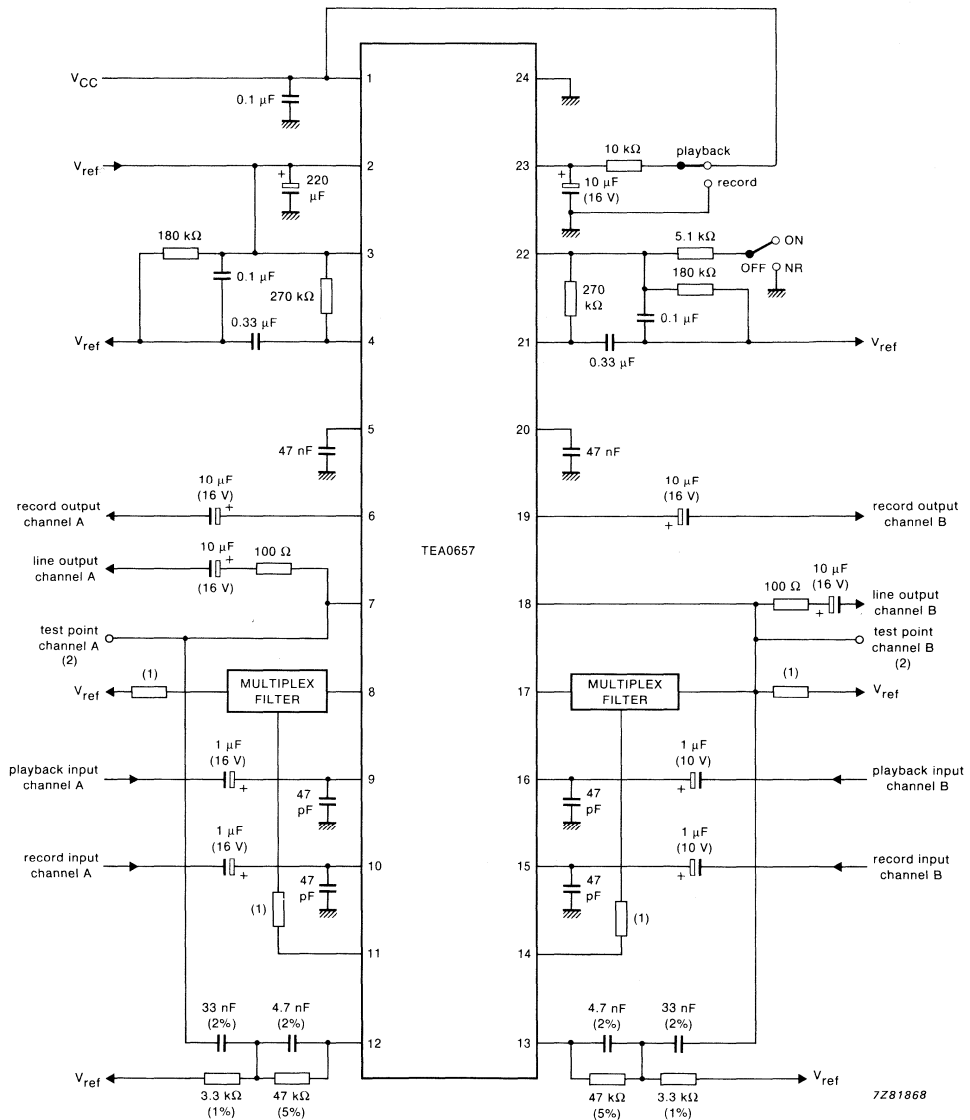 VCC
0.1 µF
1
24
Vref
2
+
220
µF
23
10 kΩ
playback
record
+
10 µF
(16 V)
180 kΩ
3
0.1 µF
270 kΩ
0.33 µF
Vref
4
22
5.1 kΩ
ON
OFF
NR
180 kΩ
270
kΩ
0.1 µF
21
0.33 µF
Vref
5
47 nF
20
47 nF
10 µF
(16 V)
+
record output
channel A
6
19
10 µF
(16 V)
+
record output
channel B
TEA0657
10 µF
+
(16 V)
100 Ω
line output
channel A
7
18
100 Ω
10 µF
(16 V)
+
line output
channel B
test point
channel A
(2)
test point
channel B
(2)
(1)
Vref
MULTIPLEX
FILTER
8
17
MULTIPLEX
FILTER
(1)
Vref
1 µF
(16 V)
+
playback input
channel A
47
pF
9
16
47
pF
1 µF
(10 V)
+
playback input
channel B
1 µF
(16 V)
+
record input
channel A
47
pF
10
15
47
pF
1 µF
(10 V)
+
record input
channel B
(1)
11
14
(1)
33 nF
(2%)
4.7 nF
(2%)
12
13
4.7 nF
(2%)
33 nF
(2%)
Vref
3.3 kΩ
(1%)
47 kΩ
(5%)
47 kΩ
(5%)
3.3 kΩ
(1%)
Vref
7Z81868